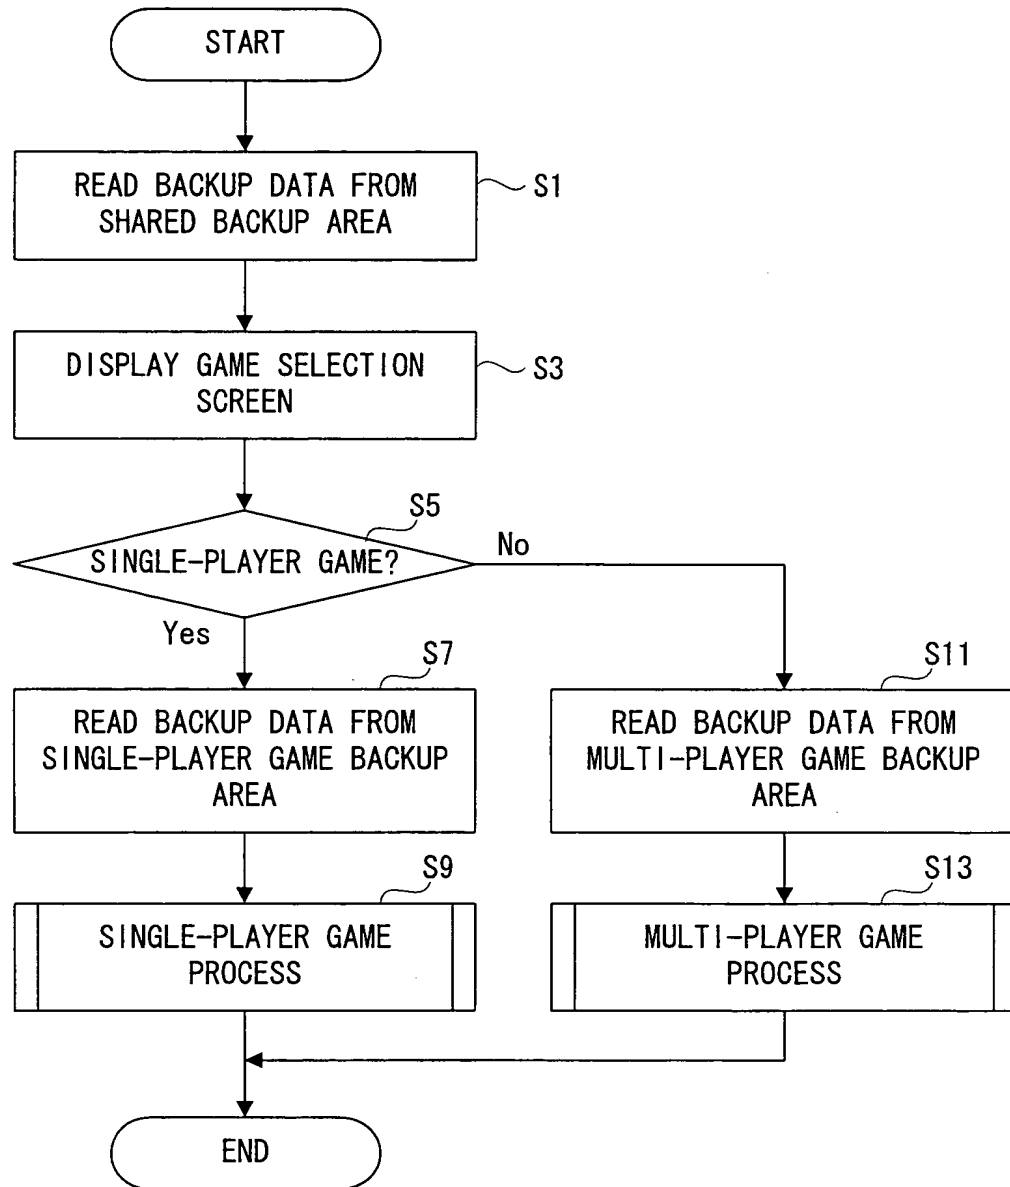 START
READ BACKUP DATA FROM
SHARED BACKUP AREA
S1
DISPLAY GAME SELECTION
SCREEN
S3
S5
SINGLE-PLAYER GAME?
No
Yes
S7
READ BACKUP DATA FROM
SINGLE-PLAYER GAME BACKUP
AREA
S11
READ BACKUP DATA FROM
MULTI-PLAYER GAME BACKUP
AREA
S9
SINGLE-PLAYER GAME
PROCESS
S13
MULTI-PLAYER GAME
PROCESS
END